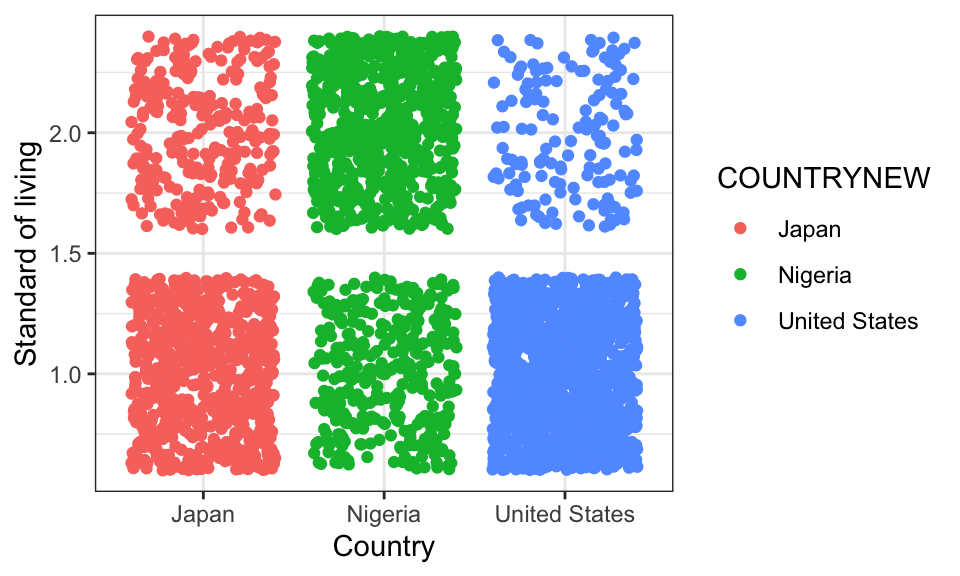 Standard of living
2.0
1.5
1.0
Japan
Nigeria
United States
Country
COUNTRYNEW
Japan
Nigeria
United States